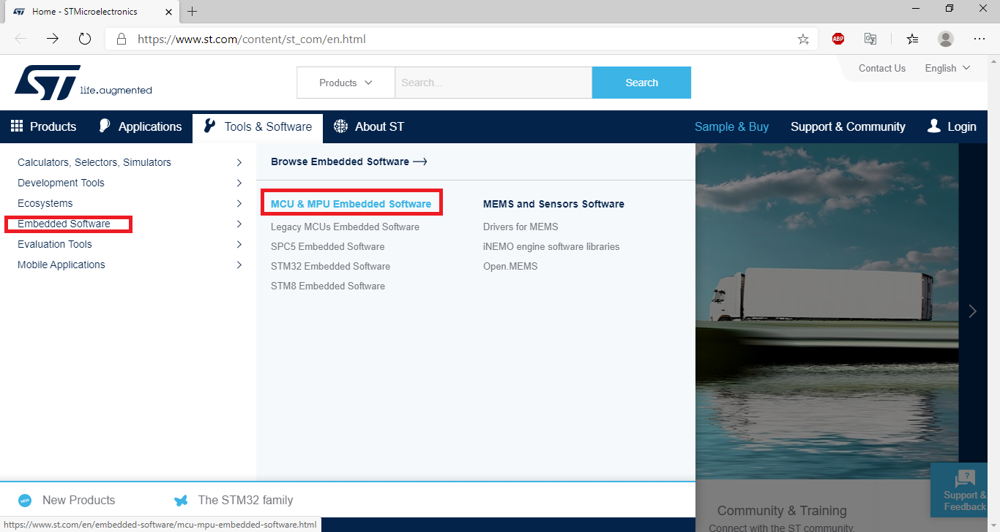 Home - STMicroelectronics
https://www.st.com/content/st_com/en.html
ABP
Contact Us
English
ST life.augmented
Products
Search...
Search
Products
Applications
Tools & Software
About ST
Sample & Buy
Support & Community
Login
Calculators, Selectors, Simulators
Development Tools
Ecosystems
Embedded Software
Evaluation Tools
Mobile Applications
Browse Embedded Software
MCU & MPU Embedded Software
Legacy MCUs Embedded Software
SPC5 Embedded Software
STM32 Embedded Software
STM8 Embedded Software
MEMS and Sensors Software
Drivers for MEMS
iNEMO engine software libraries
Open.MEMS
?
Support &
Feedback
NEW
New Products
The STM32 family
Community & Training
Connect with the ST community,
https://www.st.com/en/embedded-software/mcu-mpu-embedded-software.html